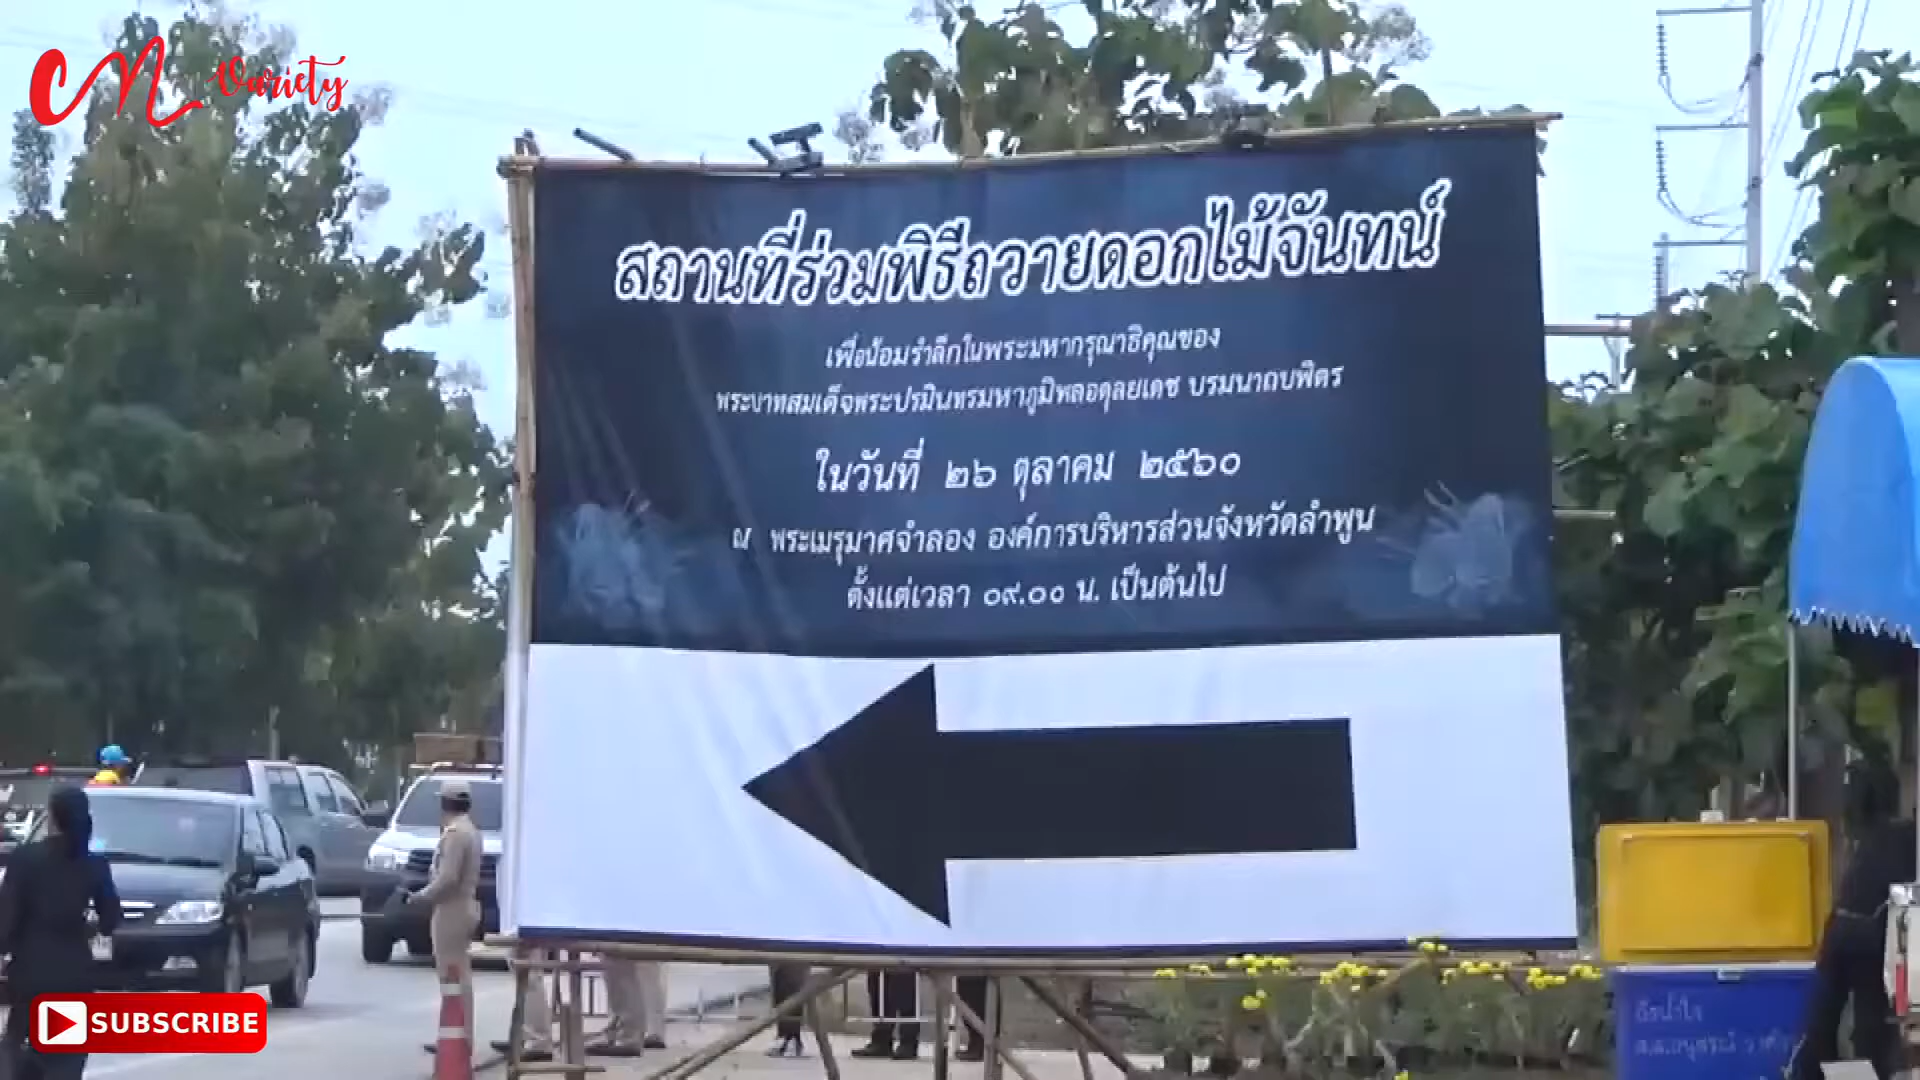 CM Variety
สถานที่ร่วมพิธีถวายดอกไม้จันทน์
เพื่อน้อมรำลึกในพระมหากรุณาธิคุณของ
พระบาทสมเด็จพระปรมินทรมหาภูมิพลอดุลยเดช บรมนาถบพิตร
ในวันที่ ๒๖ ตุลาคม ๒๕๖๐
ณ พระเมรุมาศจำลอง องค์การบริหารส่วนจังหวัดลำพูน
ตั้งแต่เวลา ๐๙.๐๐ น. เป็นต้นไป
SUBSCRIBE